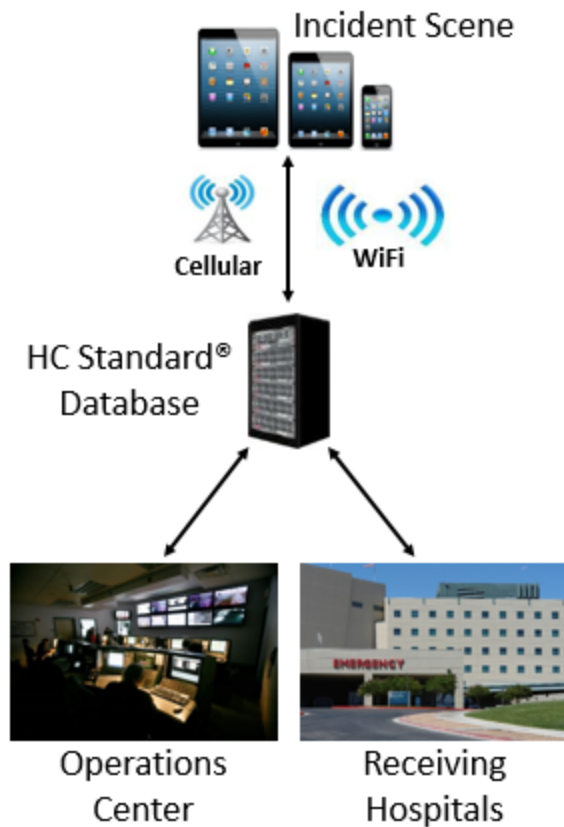 Incident Scene
Cellular
WiFi
HC Standard®
Database
EMERGENCY
Operations
Center
Receiving
Hospitals